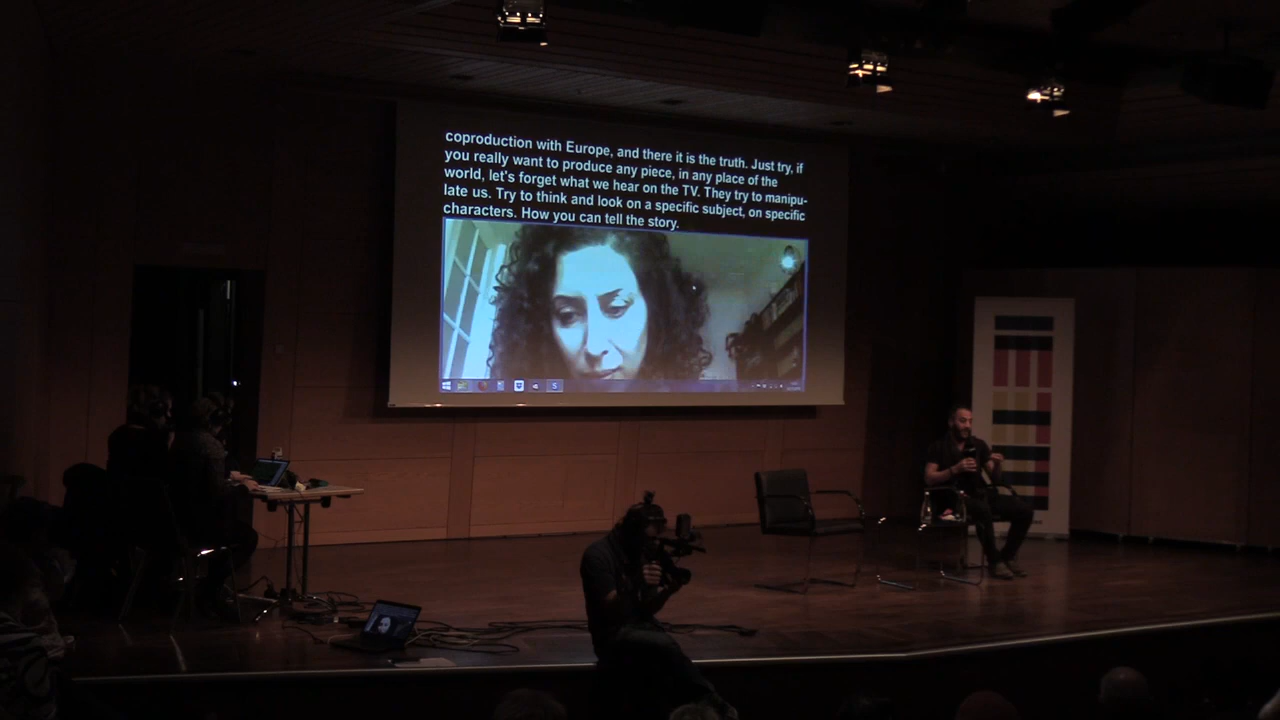 coproduction with Europe, and there it is the truth. Just try, if
you really want to produce any piece, in any place of the
world, let's forget what we hear on the TV. They try to manipu-
late us. Try to think and look on a specific subject, on specific
characters. How you can tell the story.